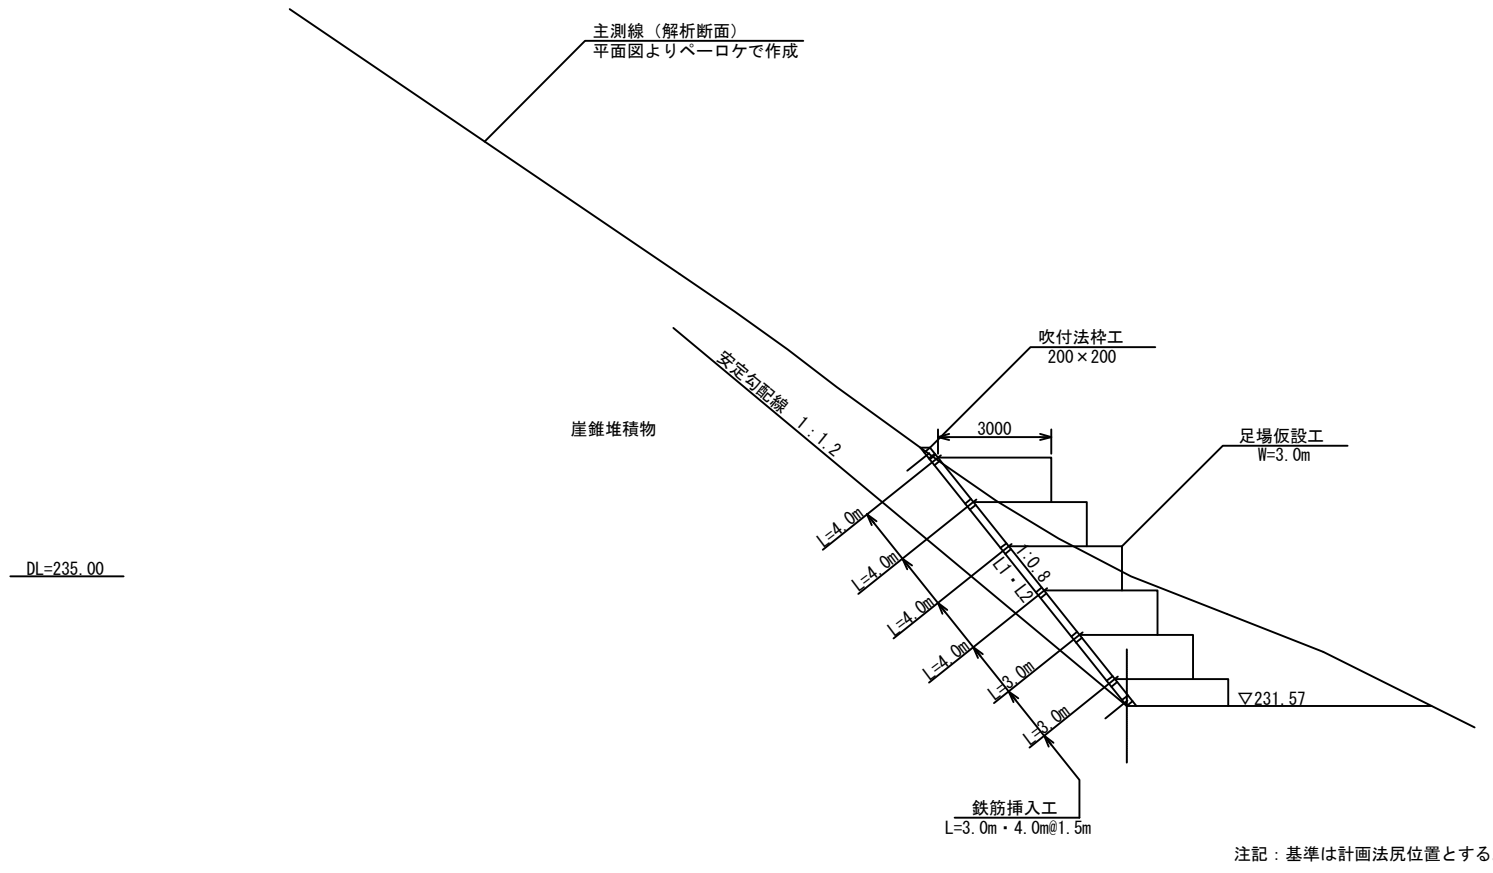 主測線（解析断面）
平面図よりペーロケで作成
吹付法枠工
200×200
安定勾配線　1：1.2
崖錐堆積物
3000
足場仮設工
W=3.0m
L=4.0m
L=4.0m
L=4.0m
L=4.0m
L=3.0m
L=3.0m
1:0.8
L1・L2
DL=235.00
▽231.57
鉄筋挿入工
L=3.0m・4.0m@1.5m
注記：基準は計画法尻位置とする